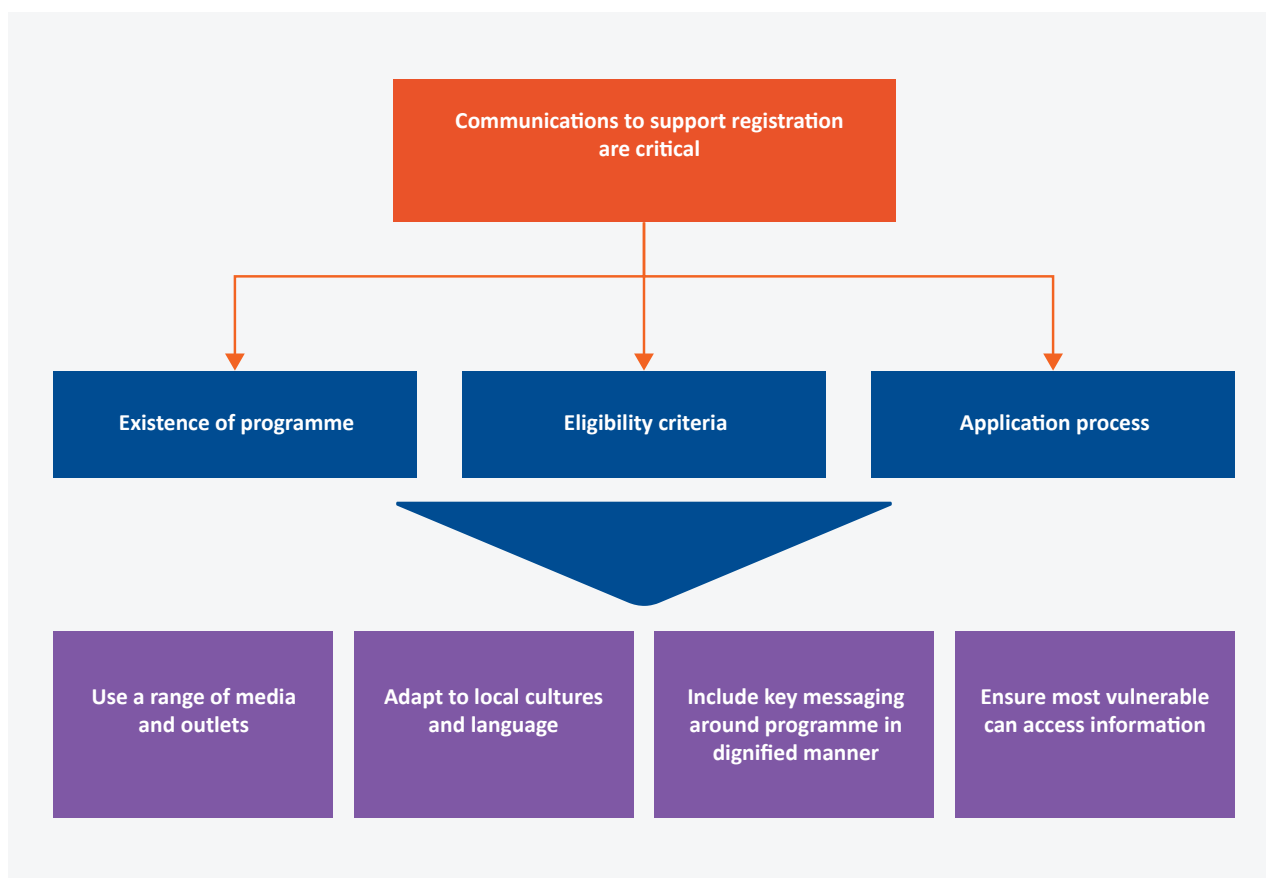 Communications to support registration
are critical
Existence of programme
Eligibility criteria
Application process
Use a range of media
and outlets
Adapt to local cultures
and language
Include key messaging
around programme in
dignified manner
Ensure most vulnerable
can access information